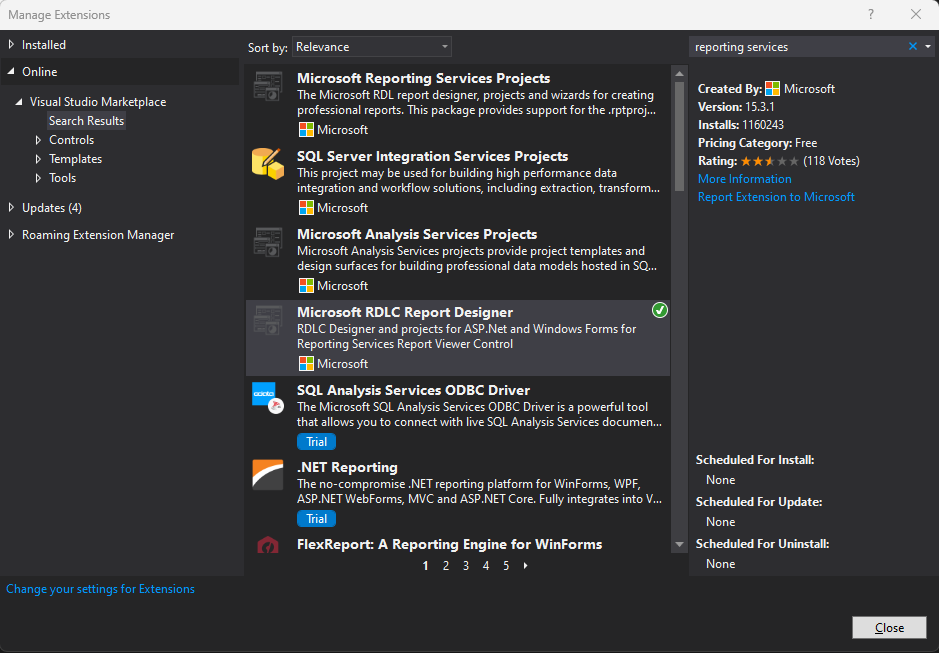 Manage Extensions
?
Installed
Online
Visual Studio Marketplace
Search Results
Controls
Templates
Tools
Updates (4)
Roaming Extension Manager
Change your settings for Extensions
Sort by: Relevance
Microsoft Reporting Services Projects
The Microsoft RDL report designer, projects and wizards for creating
professional reports. This package provides support for the .rptproj...
Microsoft
SQL Server Integration Services Projects
This project may be used for building high performance data
integration and workflow solutions, including extraction, transform...
Microsoft
Microsoft Analysis Services Projects
Microsoft Analysis Services projects provide project templates and
design surfaces for building professional data models hosted in SQ...
Microsoft
Microsoft RDLC Report Designer
RDLC Designer and projects for ASP.Net and Windows Forms for
Reporting Services Report Viewer Control
Microsoft
SQL Analysis Services ODBC Driver
The Microsoft SQL Analysis Services ODBC Driver is a powerful tool
that allows you to connect with live SQL Analysis Services documen...
Trial
.NET Reporting
The no-compromise .NET reporting platform for WinForms, WPF,
ASP.NET WebForms, MVC and ASP.NET Core. Fully integrates into V...
Trial
FlexReport: A Reporting Engine for WinForms
1 2 3 4 5
reporting services
Created By: Microsoft
Version: 15.3.1
Installs: 1160243
Pricing Category: Free
Rating: (118 Votes)
More Information
Report Extension to Microsoft
Scheduled For Install:
None
Scheduled For Update:
None
Scheduled For Uninstall:
None
Close